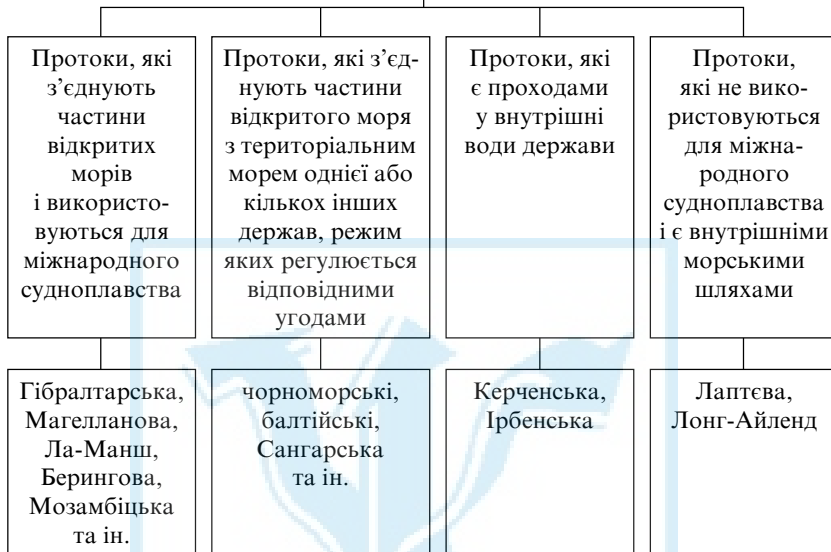 Протоки, які
з’єднують
частини
відкритих
морів
і використо-
вуються для
міжнародного
судноплавства
Протоки, які з’єд-
нують частини
відкритого моря
з територіальним
морем однієї або
кількох інших
держав, режим
яких регулюється
відповідними
угодами
Протоки, які
є проходами
у внутрішні
води держави
Протоки,
які не вико-
ристовуються
для міжна-
родного
судноплавства
і є внутрішніми
морськими
шляхами
Гібралтарська,
Магелланова,
Ла-Манш,
Берингова,
Мозамбіцька
та ін.
чорноморські,
балтійські,
Сангарська
та ін.
Керченська,
Ірбенська
Лаптєва,
Лонг-Айленд